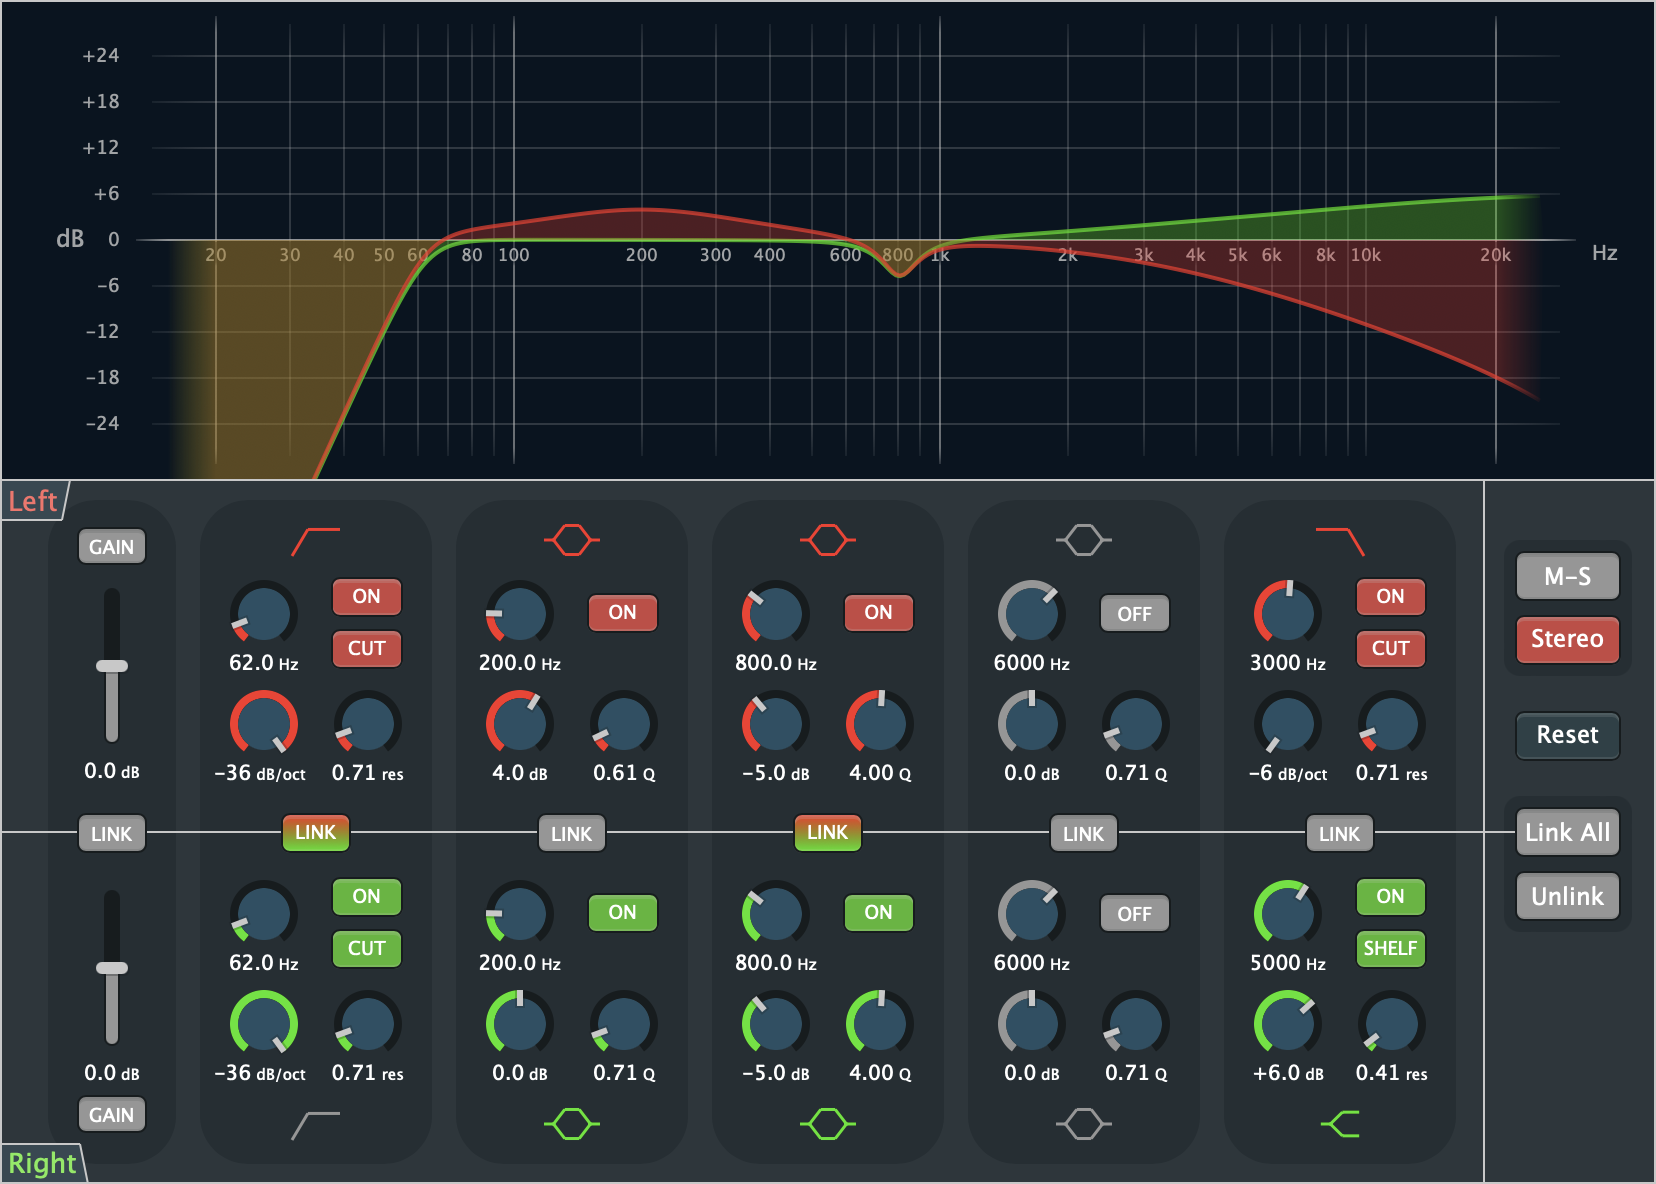 +24
+18
+12
+6
dB 0
20 30 40 50 60 80 100 200 300 400 600 800 1k 2k 3k 4k 5k 6k 8k 10k 20k Hz
-6
-12
-18
-24
Left
GAIN
ON ON ON OFF ON
CUT CUT
M-S
Stereo
62.0 Hz 200.0 Hz 800.0 Hz 6000 Hz 3000 Hz
Reset
0.0 dB -36 dB/oct 0.71 res 4.0 dB 0.61 Q -5.0 dB 4.00 Q 0.0 dB 0.71 Q -6 dB/oct 0.71 res
LINK LINK LINK LINK LINK LINK Link All
Unlink
ON ON ON OFF ON
CUT SHELF
62.0 Hz 200.0 Hz 800.0 Hz 6000 Hz 5000 Hz
0.0 dB -36 dB/oct 0.71 res 0.0 dB 0.71 Q -5.0 dB 4.00 Q 0.0 dB 0.71 Q +6.0 dB 0.41 res
GAIN
Right